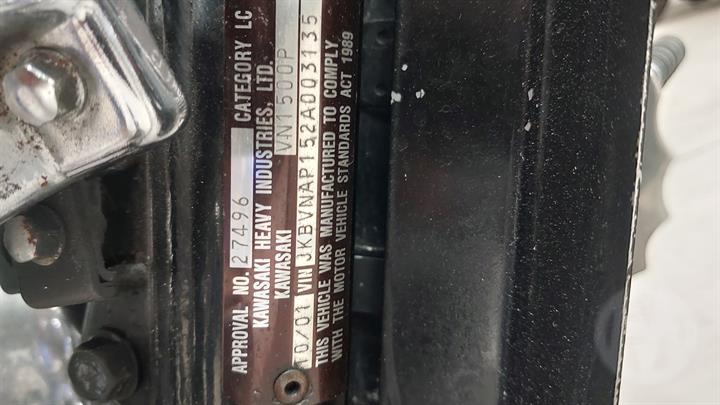 APPROVAL NO. 27496 CATEGORY LC
KAWASAKI HEAVY INDUSTRIES, LTD.
KAWASAKI VN1500P
10/01 VIN JKBVNAP152A003135
THIS VEHICLE WAS MANUFACTURED TO COMPLY
WITH THE MOTOR VEHICLE STANDARDS ACT 1989